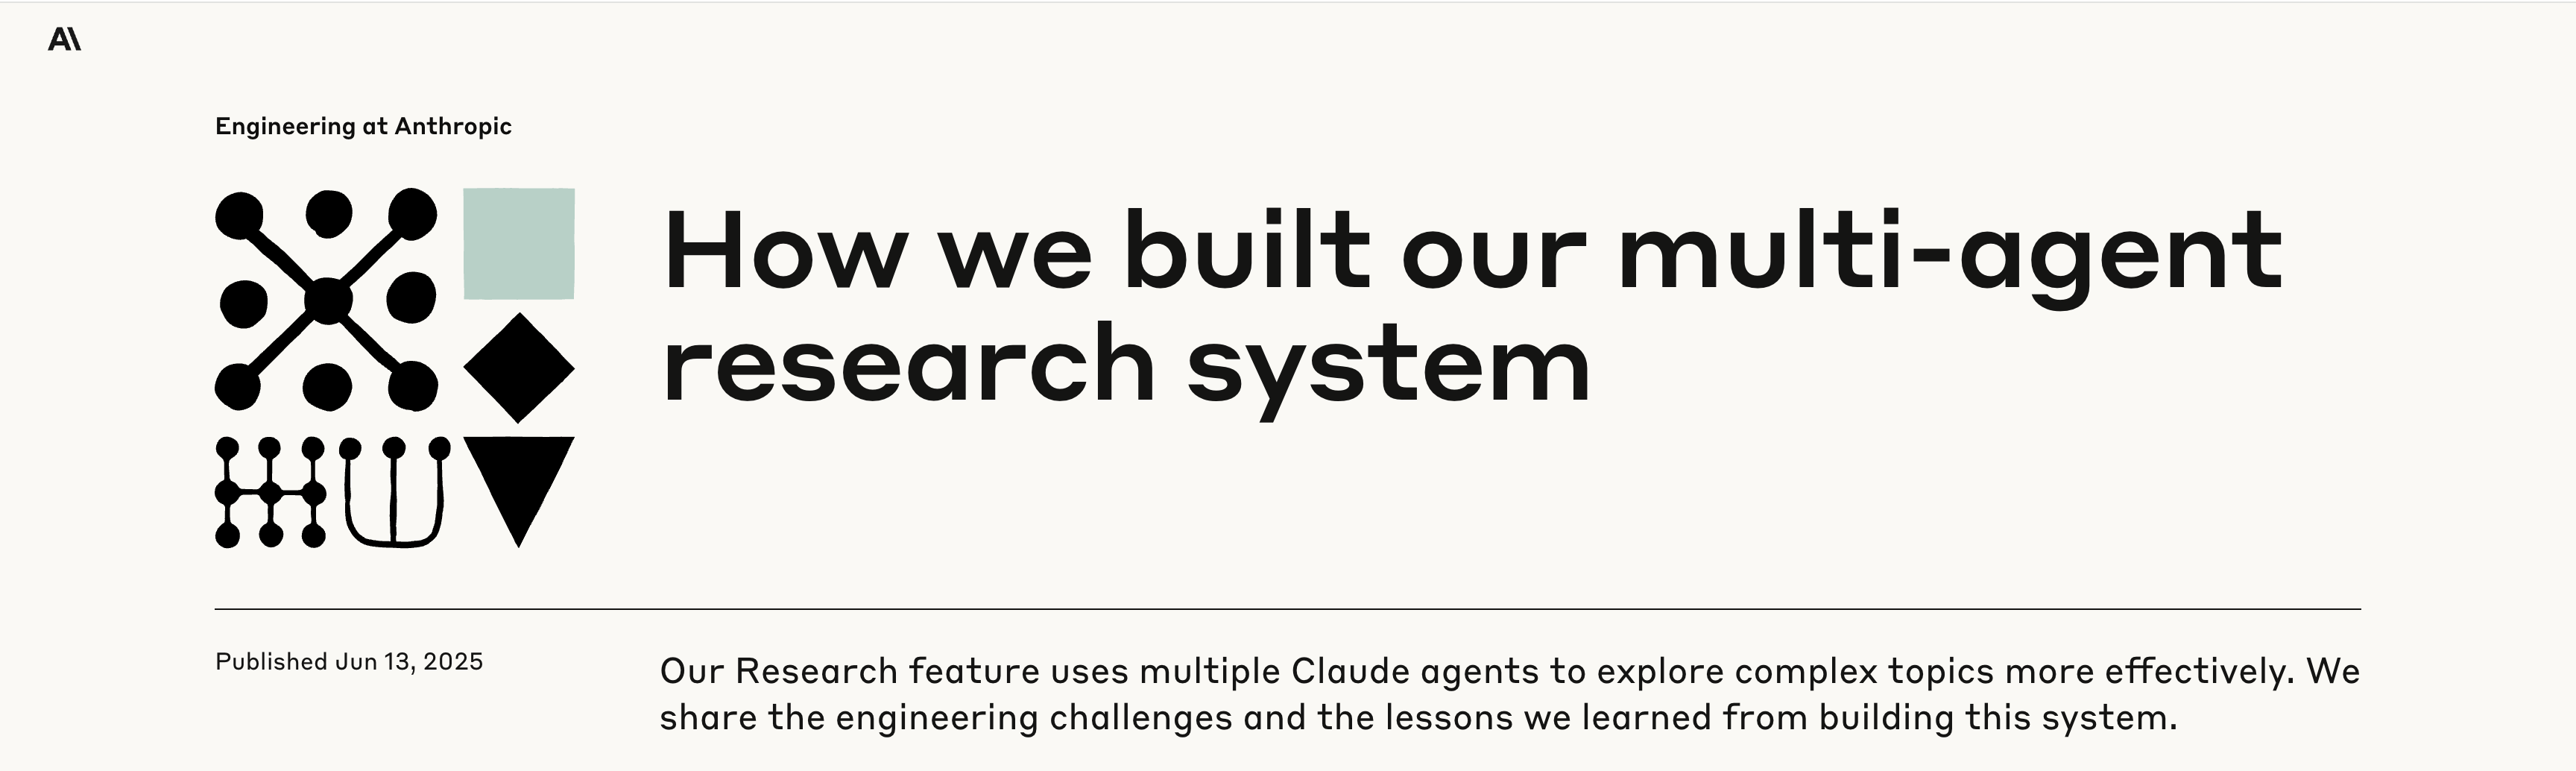 A\
Engineering at Anthropic
How we built our multi-agent
research system
Published Jun 13, 2025
Our Research feature uses multiple Claude agents to explore complex topics more effectively. We
share the engineering challenges and the lessons we learned from building this system.